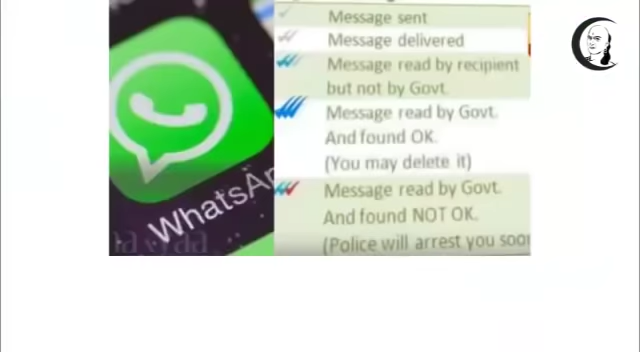 WhatsAp
Message sent
Message delivered
Message read by recipient
but not by Govt.
Message read by Govt.
And found OK.
(You may delete it)
Message read by Govt.
And found NOT OK.
(Police will arrest you soon